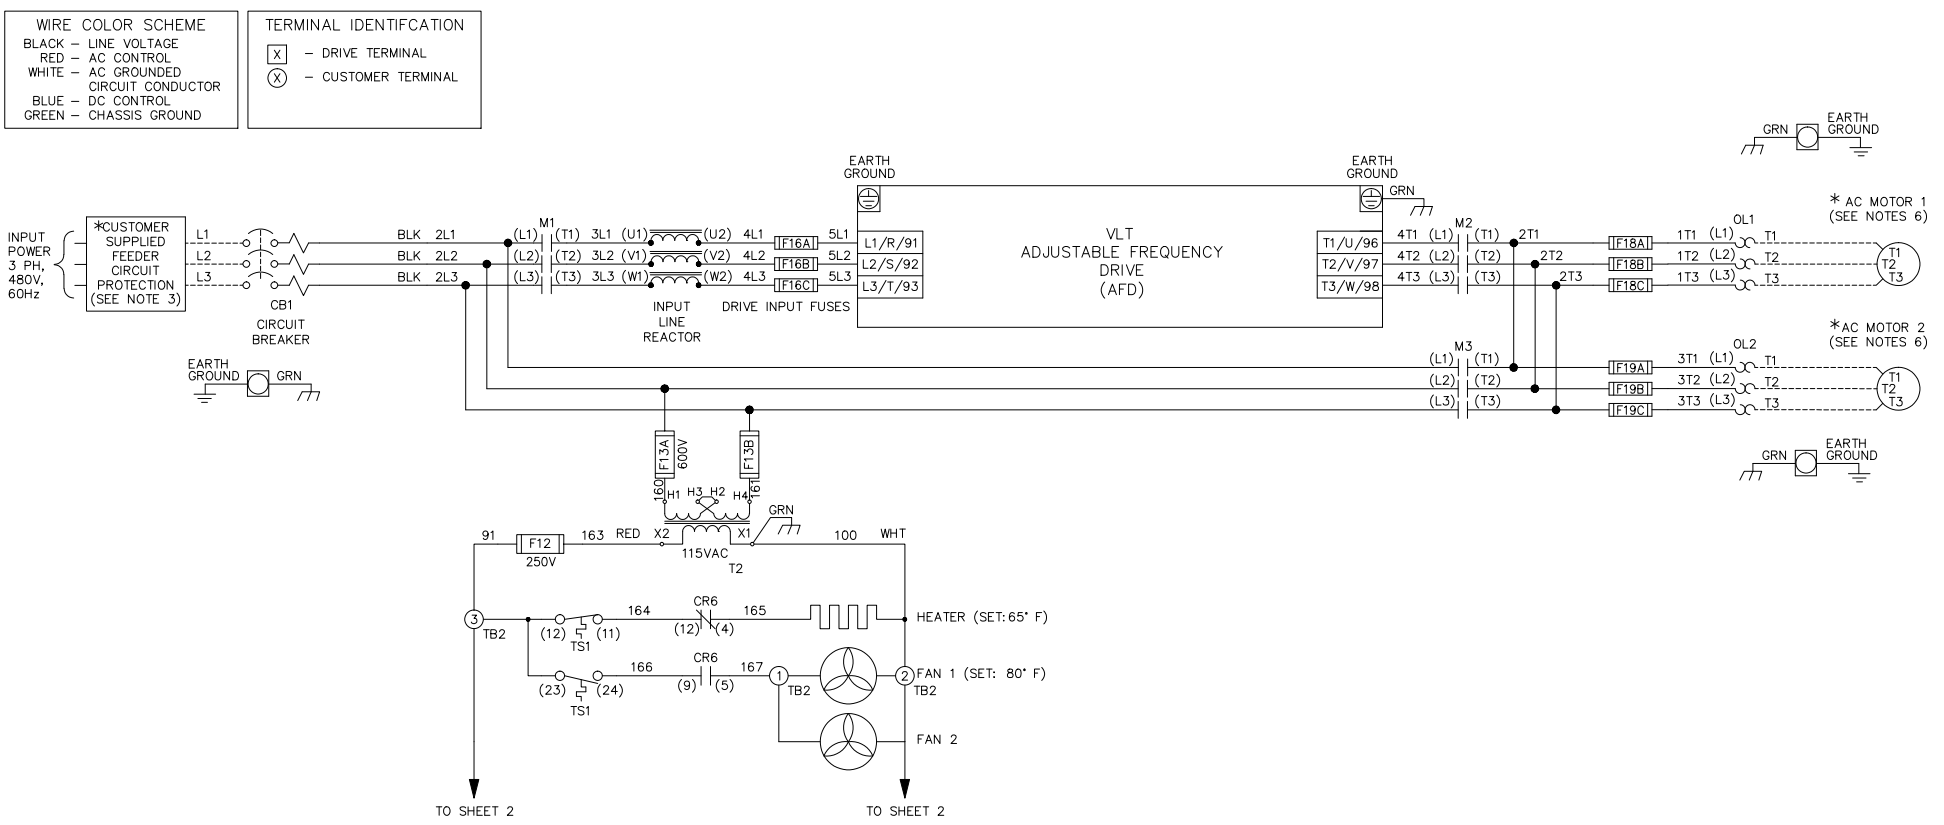 WIRE COLOR SCHEME
BLACK – LINE VOLTAGE
RED – AC CONTROL
WHITE – AC GROUNDED
CIRCUIT CONDUCTOR
BLUE – DC CONTROL
GREEN – CHASSIS GROUND
TERMINAL IDENTIFCATION
X – DRIVE TERMINAL
X – CUSTOMER TERMINAL
GRN
EARTH
GROUND
INPUT
POWER
3 PH,
480V,
60Hz
*CUSTOMER
SUPPLIED
FEEDER
CIRCUIT
PROTECTION
(SEE NOTE 3)
L1
L2
L3
CB1
CIRCUIT
BREAKER
EARTH
GROUND
GRN
M1
BLK 2L1 (L1) (T1) 3L1 (U1) (U2) 4L1 F16A 5L1
BLK 2L2 (L2) (T2) 3L2 (V1) (V2) 4L2 F16B 5L2
BLK 2L3 (L3) (T3) 3L3 (W1) (W2) 4L3 F16C 5L3
INPUT
LINE
REACTOR
DRIVE INPUT FUSES
EARTH
GROUND
L1/R/91
L2/S/92
L3/T/93
VLT
ADJUSTABLE FREQUENCY
DRIVE
(AFD)
EARTH
GROUND
GRN
T1/U/96
T2/V/97
T3/W/98
M2
4T1 (L1) (T1) 2T1 F18A 1T1 (L1) T1
4T2 (L2) (T2) 2T2 F18B 1T2 (L2) T2
4T3 (L3) (T3) 2T3 F18C 1T3 (L3) T3
OL1
* AC MOTOR 1
(SEE NOTES 6)
T1
T2
T3
M3
(L1) (T1) F19A 3T1 (L1) T1
(L2) (T2) F19B 3T2 (L2) T2
(L3) (T3) F19C 3T3 (L3) T3
OL2
* AC MOTOR 2
(SEE NOTES 6)
T1
T2
T3
GRN
EARTH
GROUND
F13A
600V
F13B
160
161
H1 H3 H2 H4
GRN
91 F12 163 RED X2 X1 100 WHT
250V
115VAC
T2
3
TB2
164 CR6 165
(12) (11) (12) (4)
TS1
HEATER (SET:65° F)
166 CR6 167
(23) (24) (9) (5)
TS1
1
TB2
2
TB2
FAN 1 (SET: 80° F)
FAN 2
TO SHEET 2
TO SHEET 2